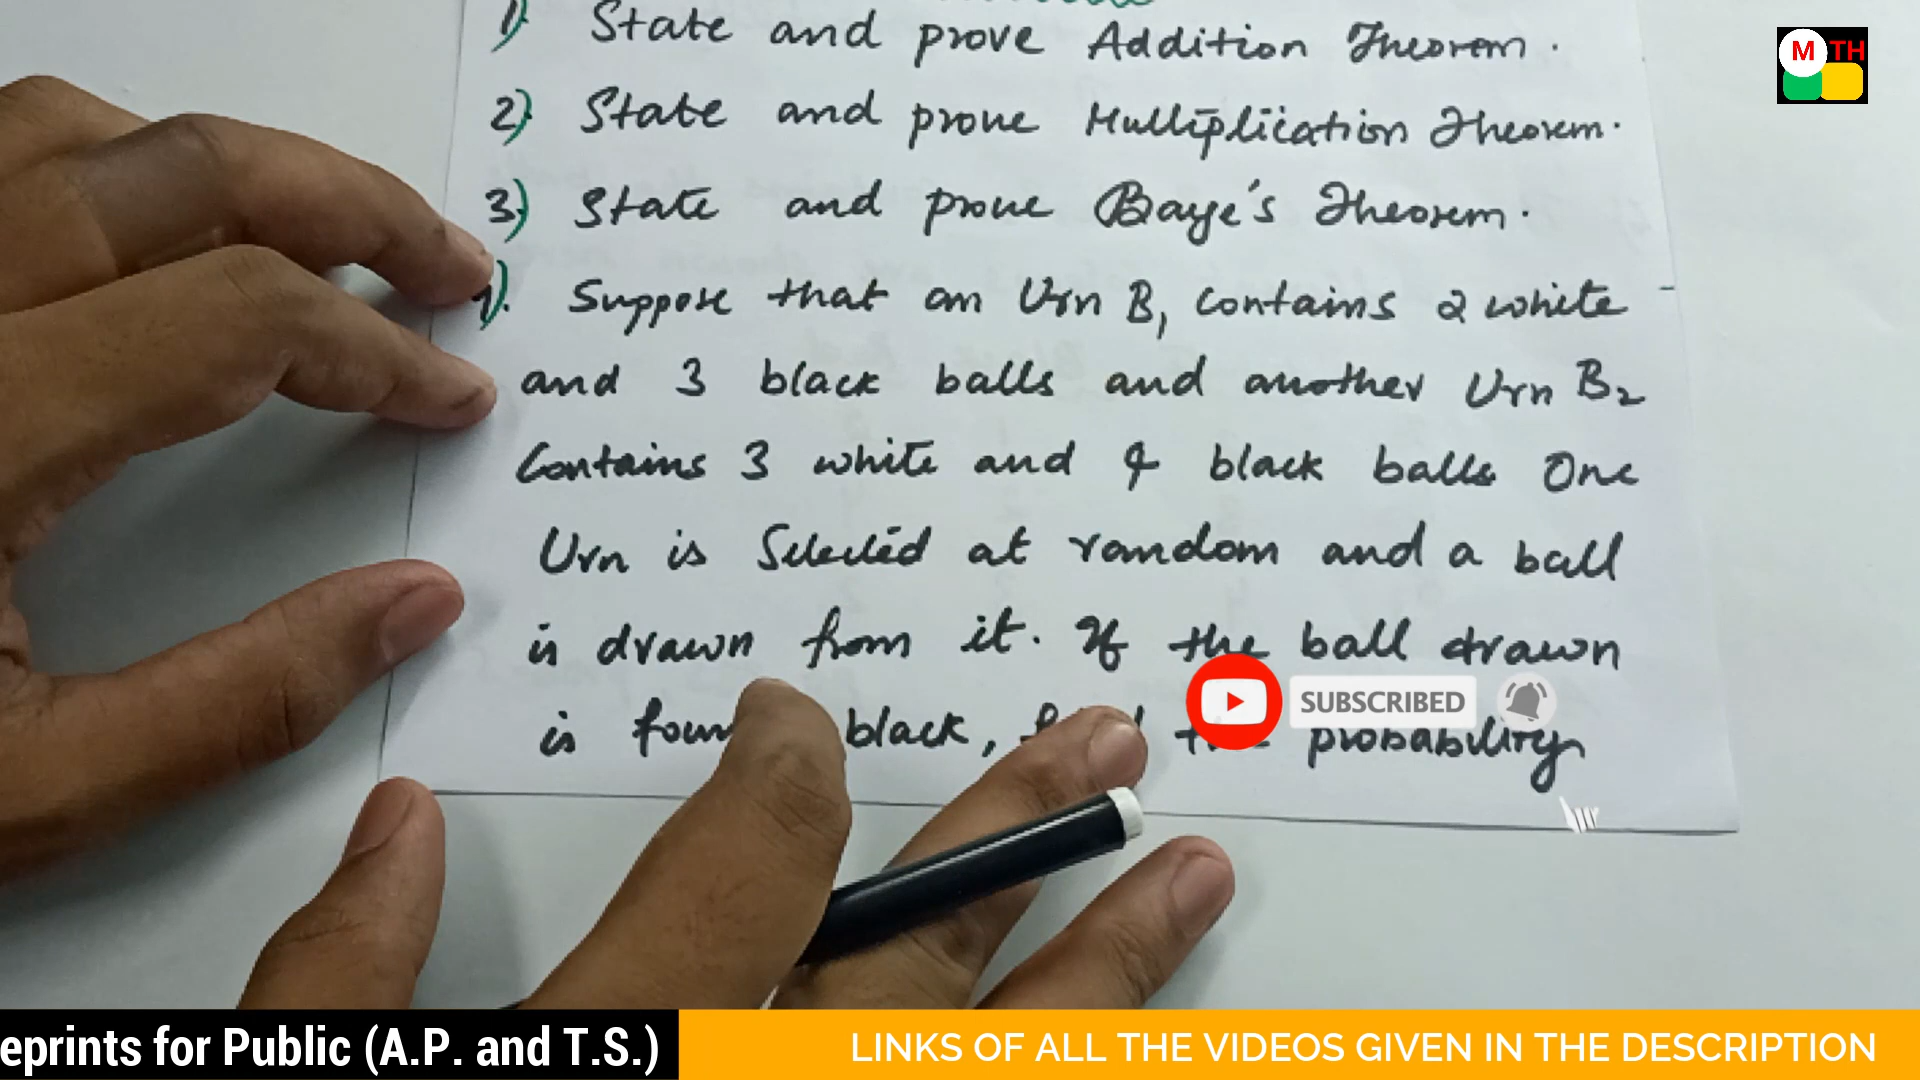 1) State and prove Addition Theorem.
M TH
2) State and prove Multiplication Theorem.
3) State and prove Baye's Theorem.
Suppose that an Urn B1 contains 2 white
and 3 black balls and another Urn B2
Contains 3 white and 4 black balls One
Urn is Selected at random and a ball
is drawn from it. If the ball drawn
is black, the probability
SUBSCRIBED
eprints for Public (A.P. and T.S.)
LINKS OF ALL THE VIDEOS GIVEN IN THE DESCRIPTION